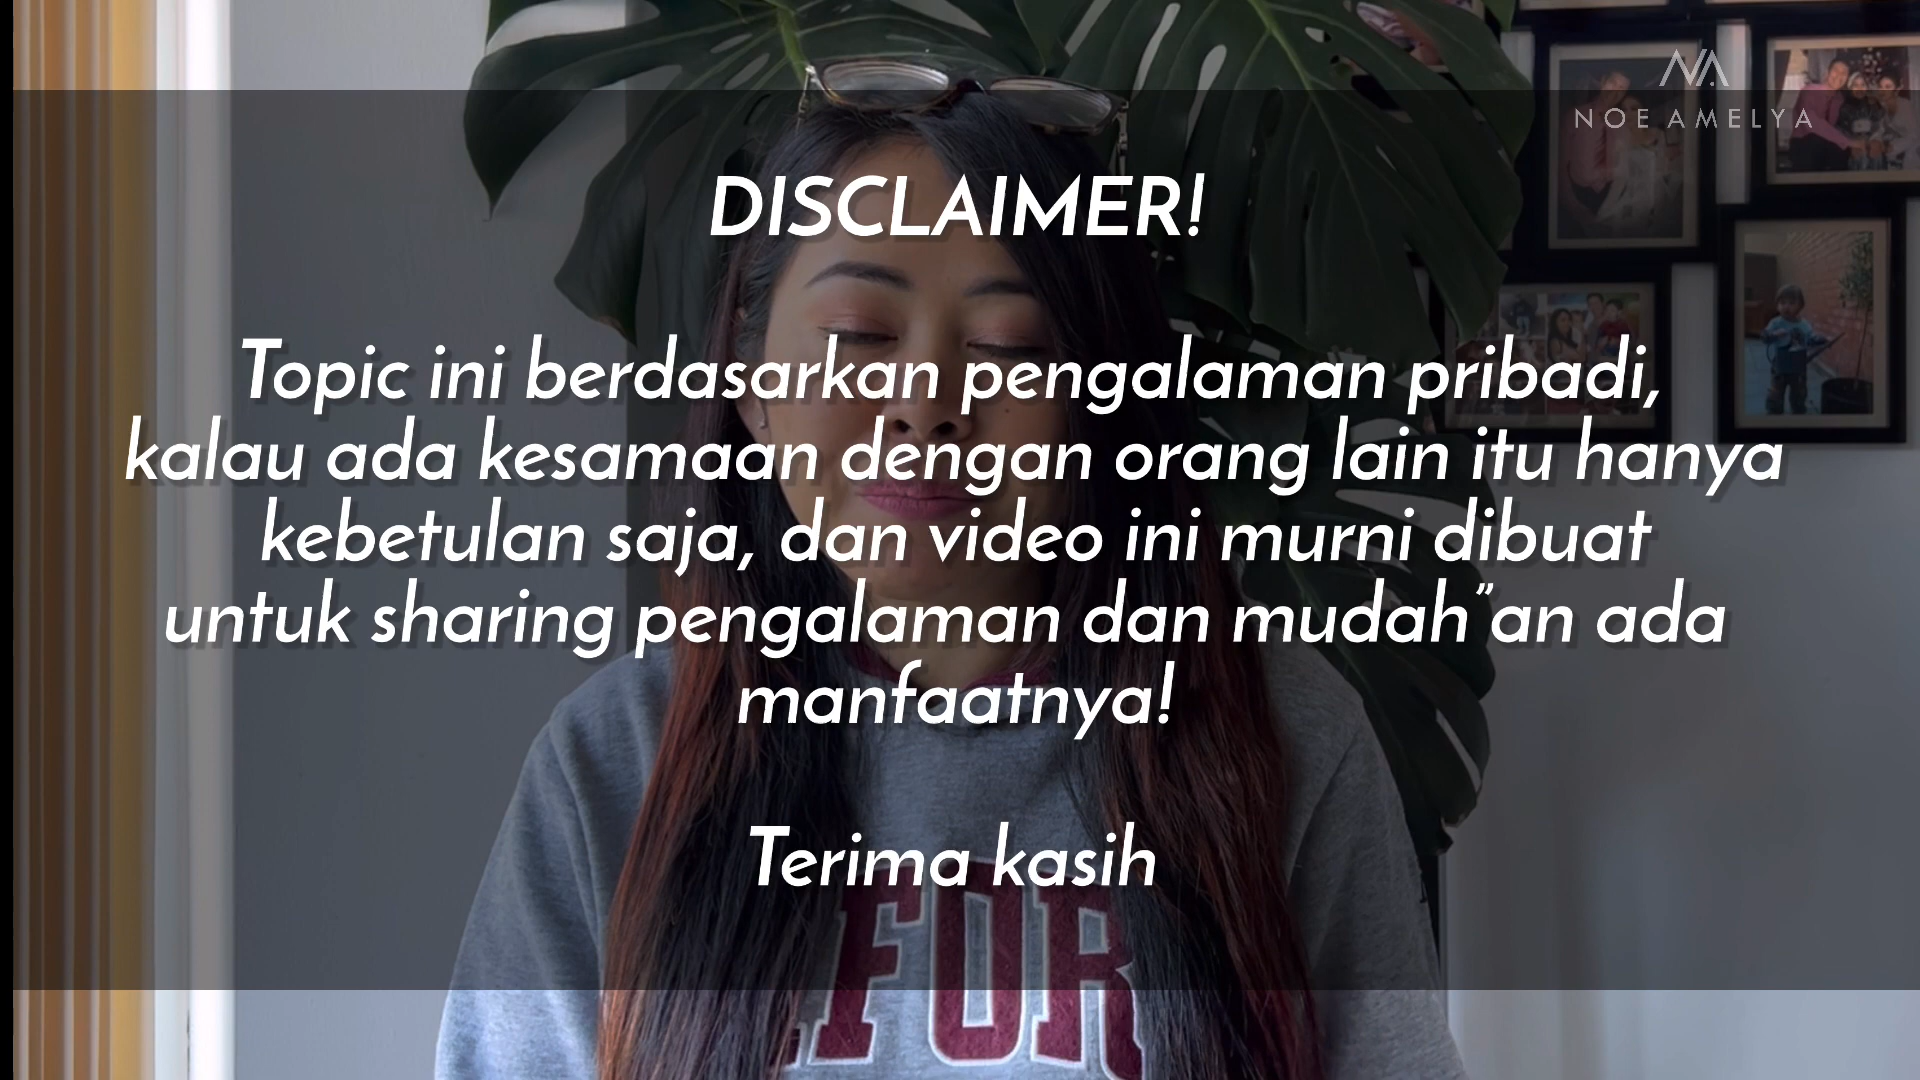 NOE AMELYA
DISCLAIMER!
Topic ini berdasarkan pengalaman pribadi,
kalau ada kesamaan dengan orang lain itu hanya
kebetulan saja, dan video ini murni dibuat
untuk sharing pengalaman dan mudah”an ada
manfaatnya!
Terima kasih
FOR